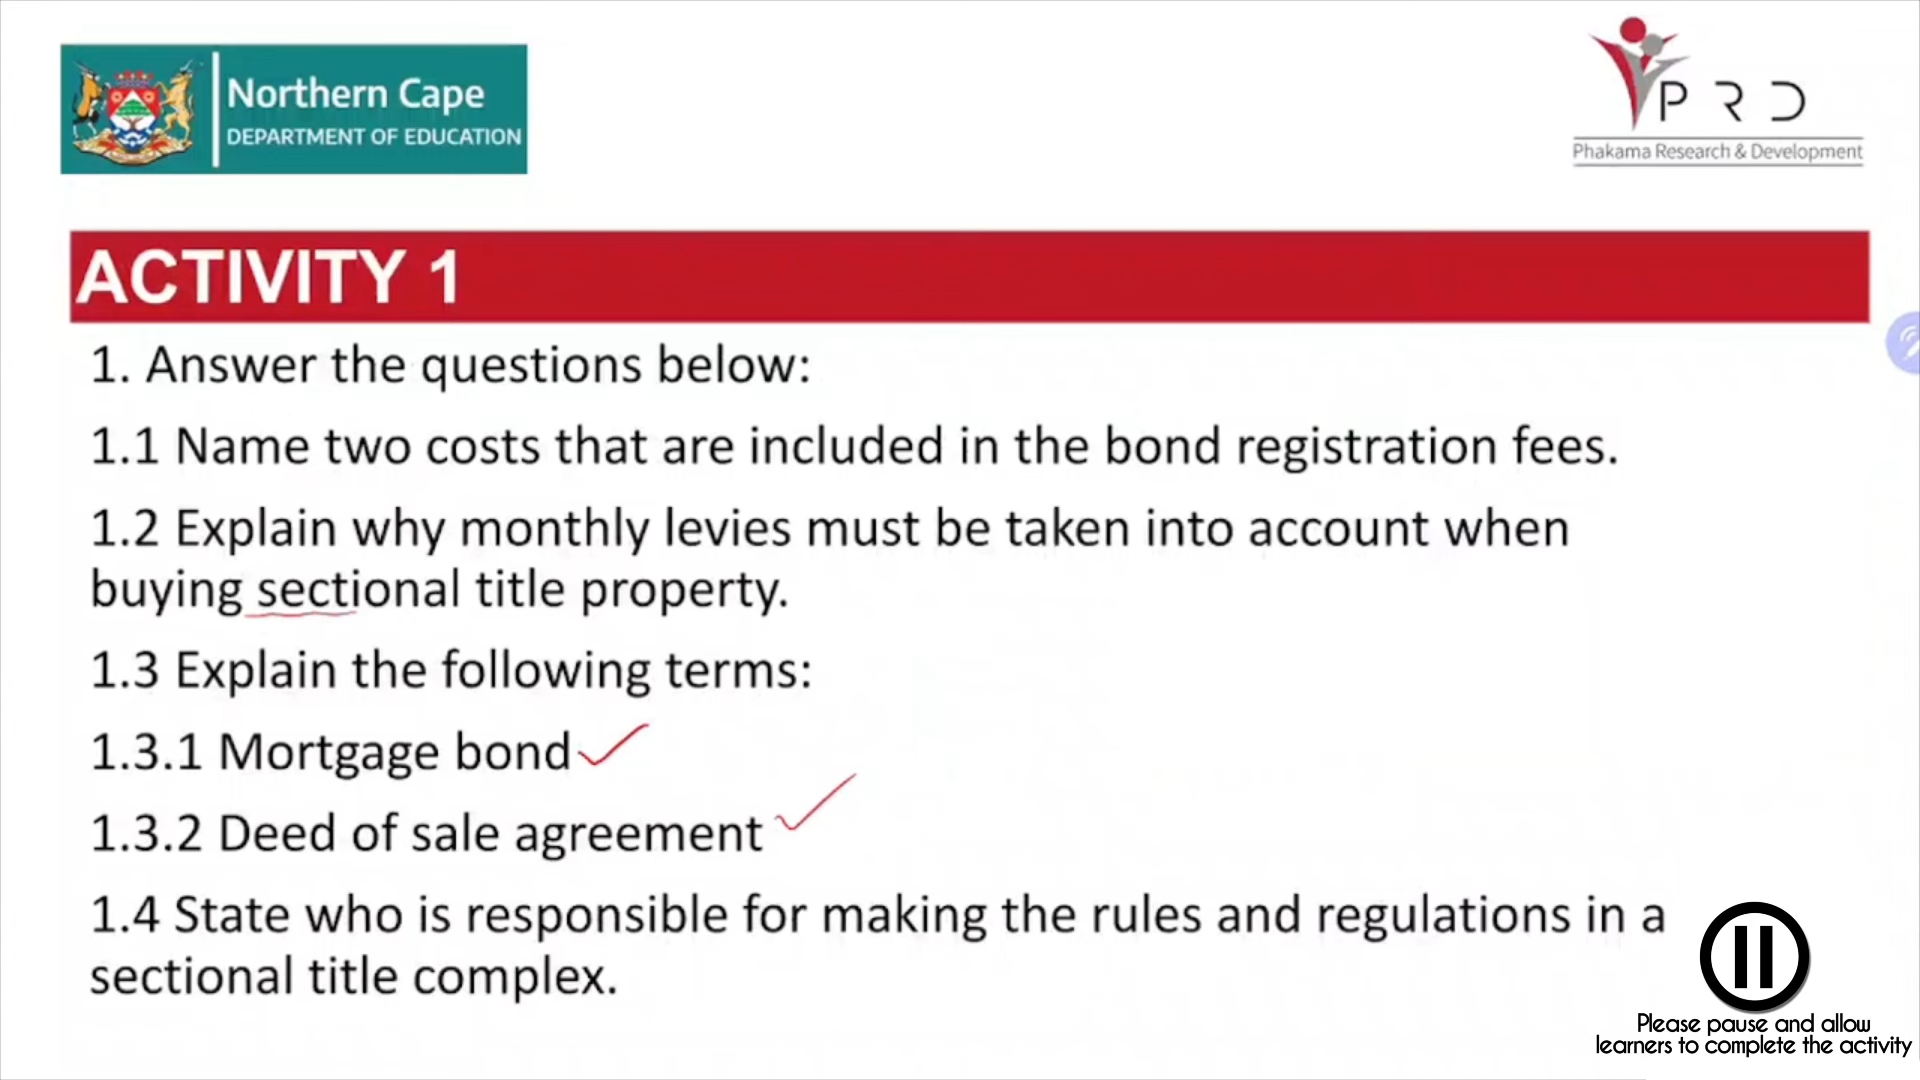 Northern Cape
DEPARTMENT OF EDUCATION
PRD
Phakama Research & Development
ACTIVITY 1
1. Answer the questions below:
1.1 Name two costs that are included in the bond registration fees.
1.2 Explain why monthly levies must be taken into account when
buying sectional title property.
1.3 Explain the following terms:
1.3.1 Mortgage bond
1.3.2 Deed of sale agreement
1.4 State who is responsible for making the rules and regulations in a
sectional title complex.
Please pause and allow
learners to complete the activity